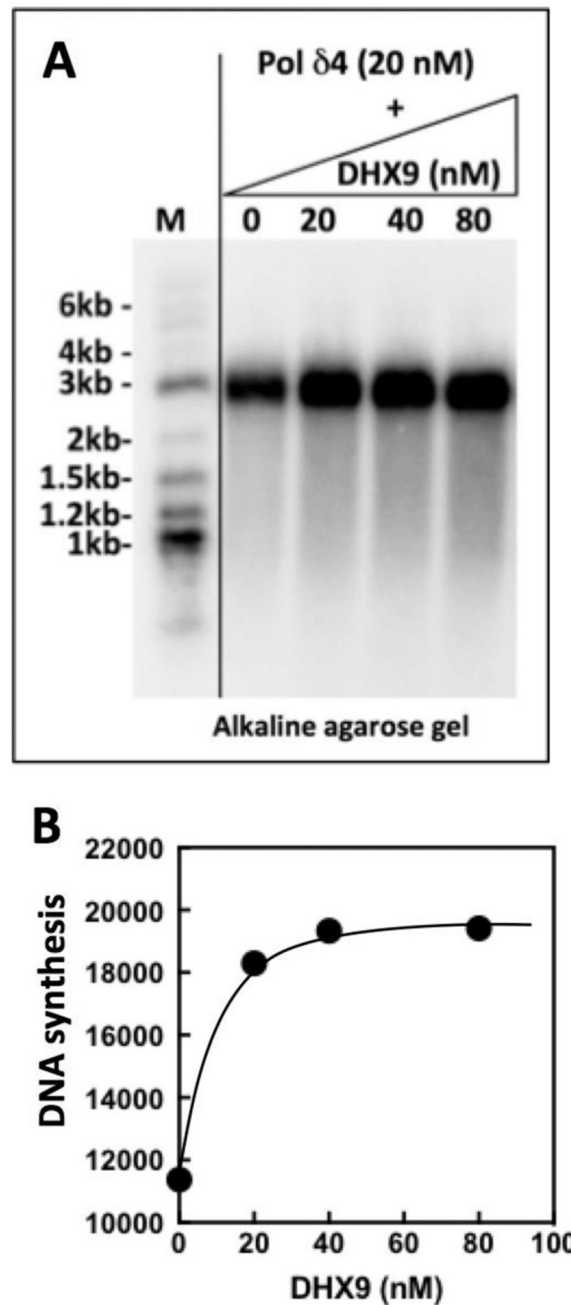 A
Pol δ4 (20 nM)
+
DHX9 (nM)
M 0 20 40 80
6kb -
4kb -
3kb -
2kb-
1.5kb-
1.2kb-
1kb-
Alkaline agarose gel
B
22000
20000
18000
16000
14000
12000
10000
DNA synthesis
0 20 40 60 80 100
DHX9 (nM)